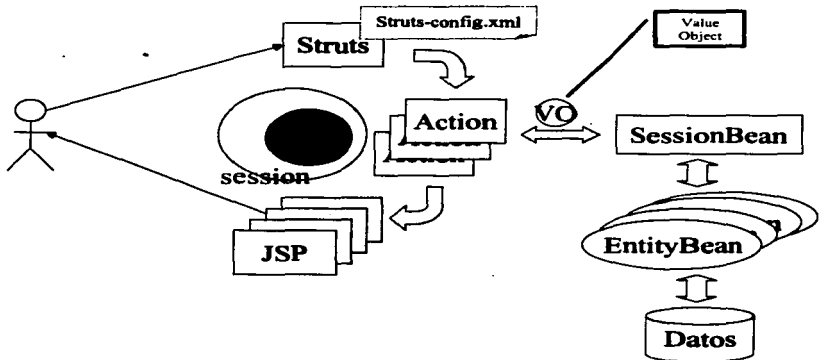 Struts-config.xml
Struts
Value
Object
VO
Action
SessionBean
session
EntityBean
JSP
Datos